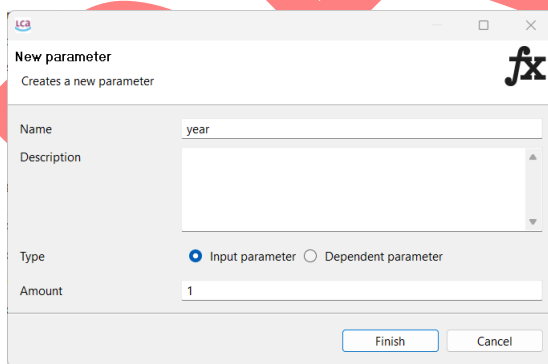 LCA
New parameter
Creates a new parameter
fx
Name year
Description
Type Input parameter Dependent parameter
Amount 1
Finish Cancel